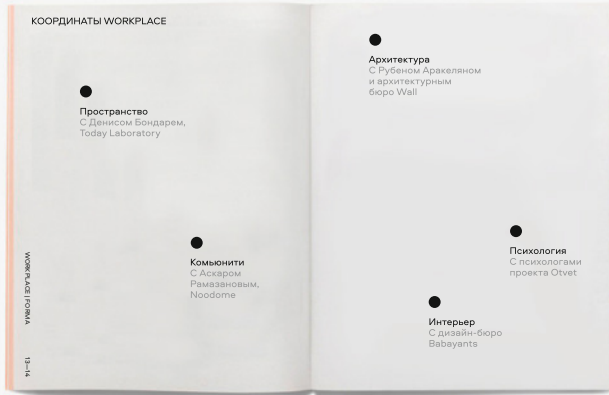 КООРДИНАТЫ WORKPLACE
Пространство
С Денисом Бондарем,
Today Laboratory
Комьюнити
С Аскаром
Рамазановым,
Noodome
WORKPLACE | FORMA
13—14
Архитектура
С Рубеном Аракеляном
и архитектурным
бюро Wall
Психология
С психологами
проекта Otvet
Интерьер
С дизайн-бюро
Babayants